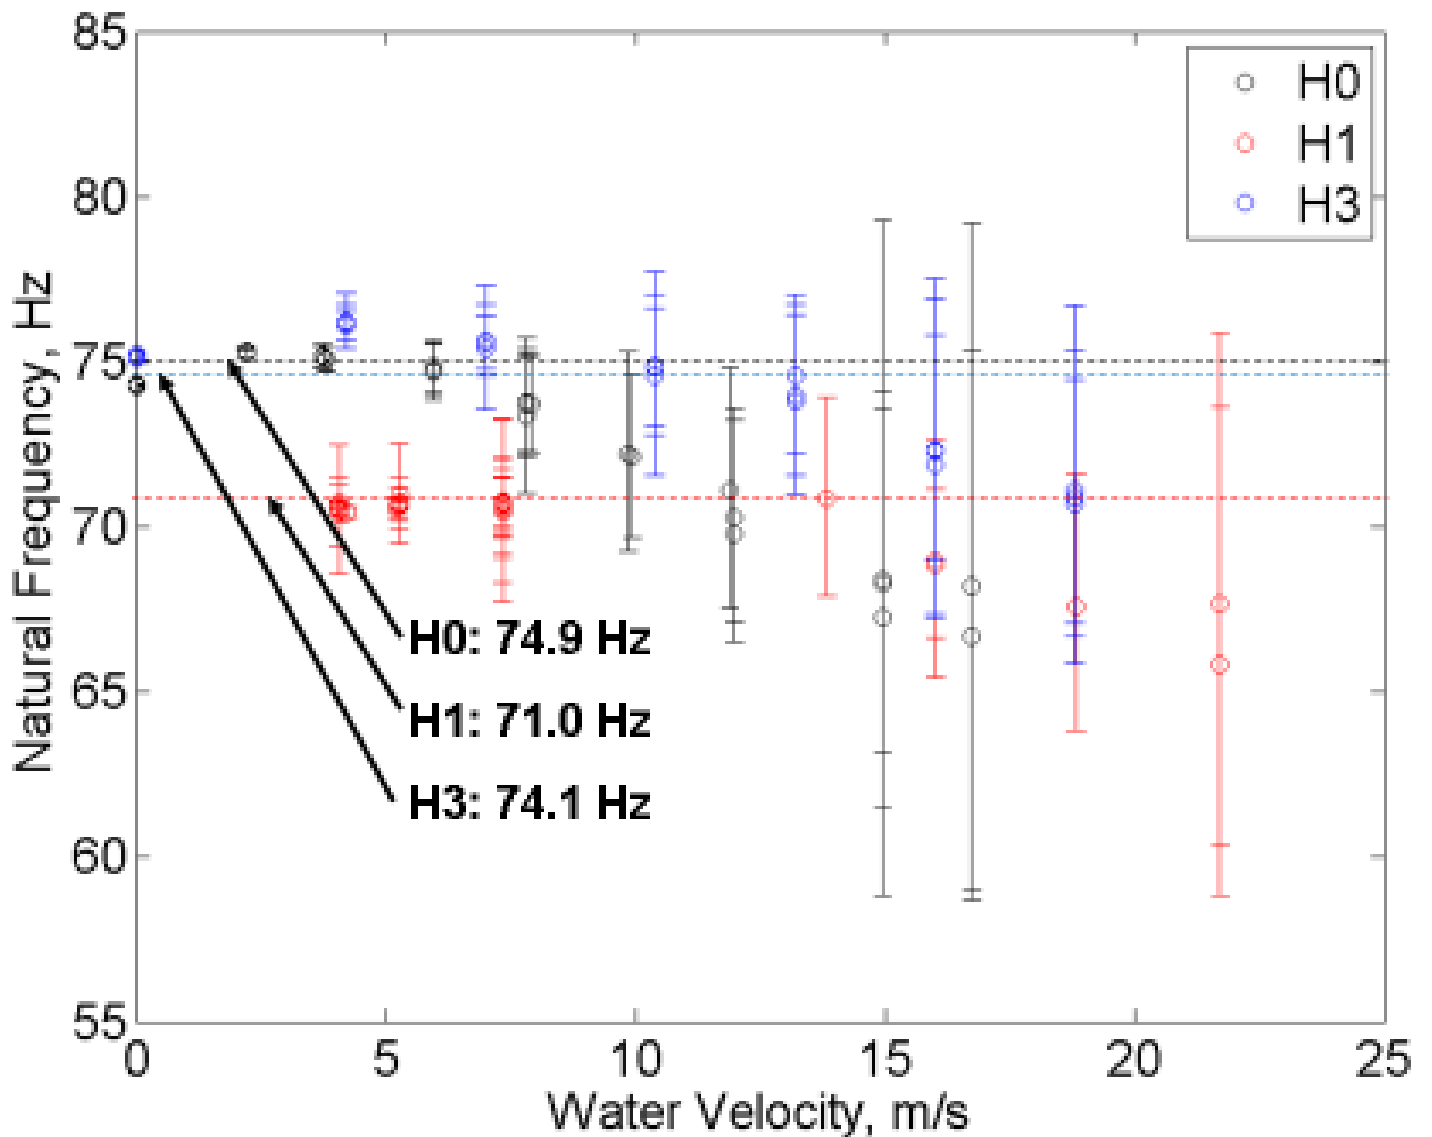 85
80
75
70
65
60
55
Natural Frequency, Hz
H0
H1
H3
H0: 74.9 Hz
H1: 71.0 Hz
H3: 74.1 Hz
0 5 10 15 20 25
Water Velocity, m/s